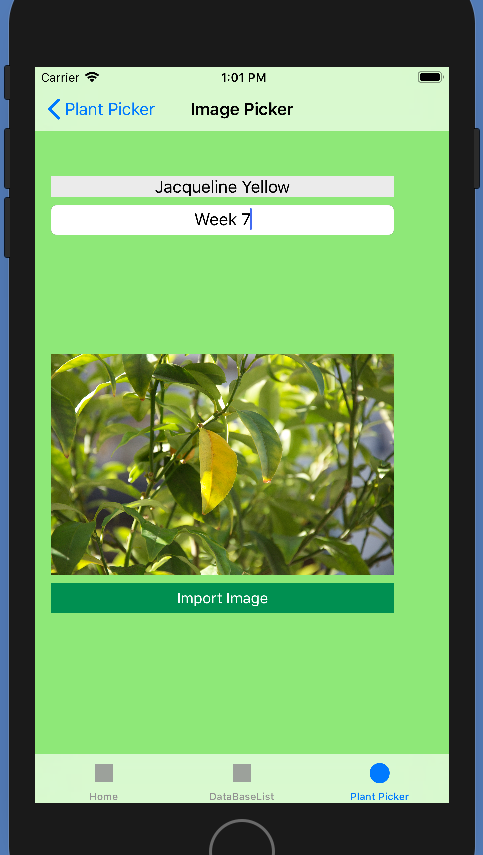 Carrier 1:01 PM
Plant Picker Image Picker
Jacqueline Yellow
Week 7
Import Image
Home DataBaseList Plant Picker